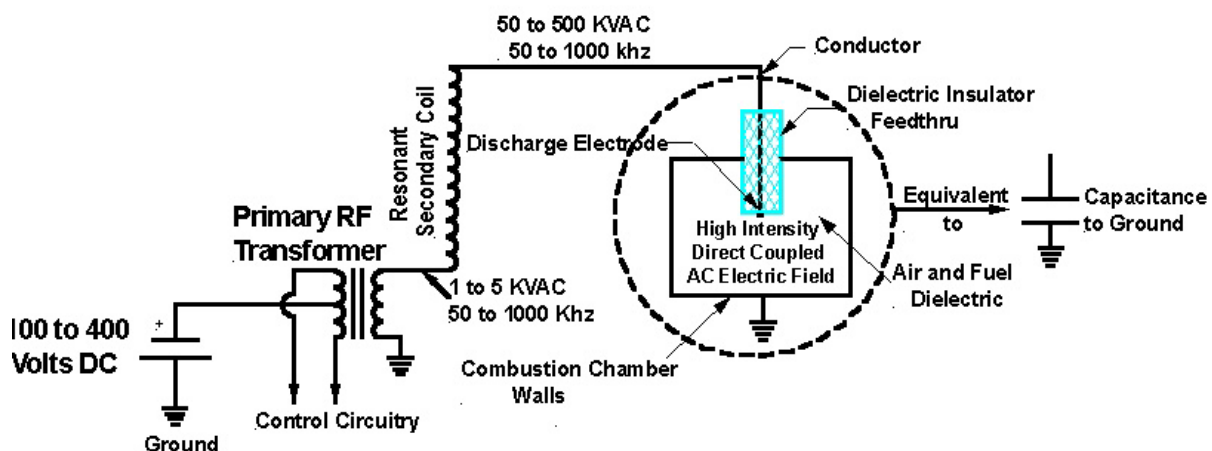 50 to 500 KVAC
50 to 1000 khz
Conductor
Dielectric Insulator
Feedthru
Discharge Electrode
Resonant
Secondary Coil
Primary RF
Transformer
High Intensity
Direct Coupled
AC Electric Field
Equivalent
to
Capacitance
to Ground
Air and Fuel
Dielectric
1 to 5 KVAC
50 to 1000 Khz
+
100 to 400
Volts DC
Combustion Chamber
Walls
Control Circuitry
Ground